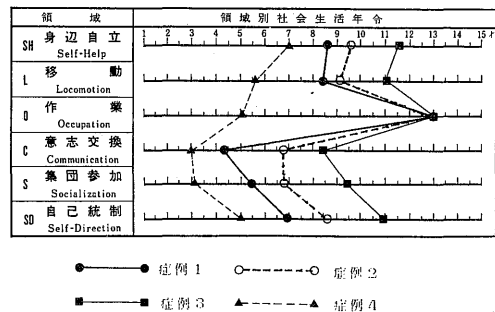 領 域 領域別社会生活年令
1 2 3 4 5 6 7 8 9 10 11 12 13 14 15
SH 身辺自立
Self-Help
L 移 動
Locomotion
O 作 業
Occupation
C 意志交換
Communication
S 集団参加
Socialization
SD 自己統制
Self-Direction
症例 1 症例 2
症例 3 症例 4